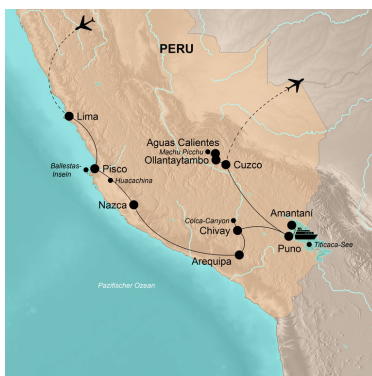 PERU
Lima
Aguas Calientes
Machu Picchu
Ollantaytambo
Cuzco
Ballestas-
Inseln
Pisco
Huacachina
Nazca
Colca-Canyon
Chivay
Arequipa
Amantaní
Puno
Titicaca-See
Pazifischer Ozean